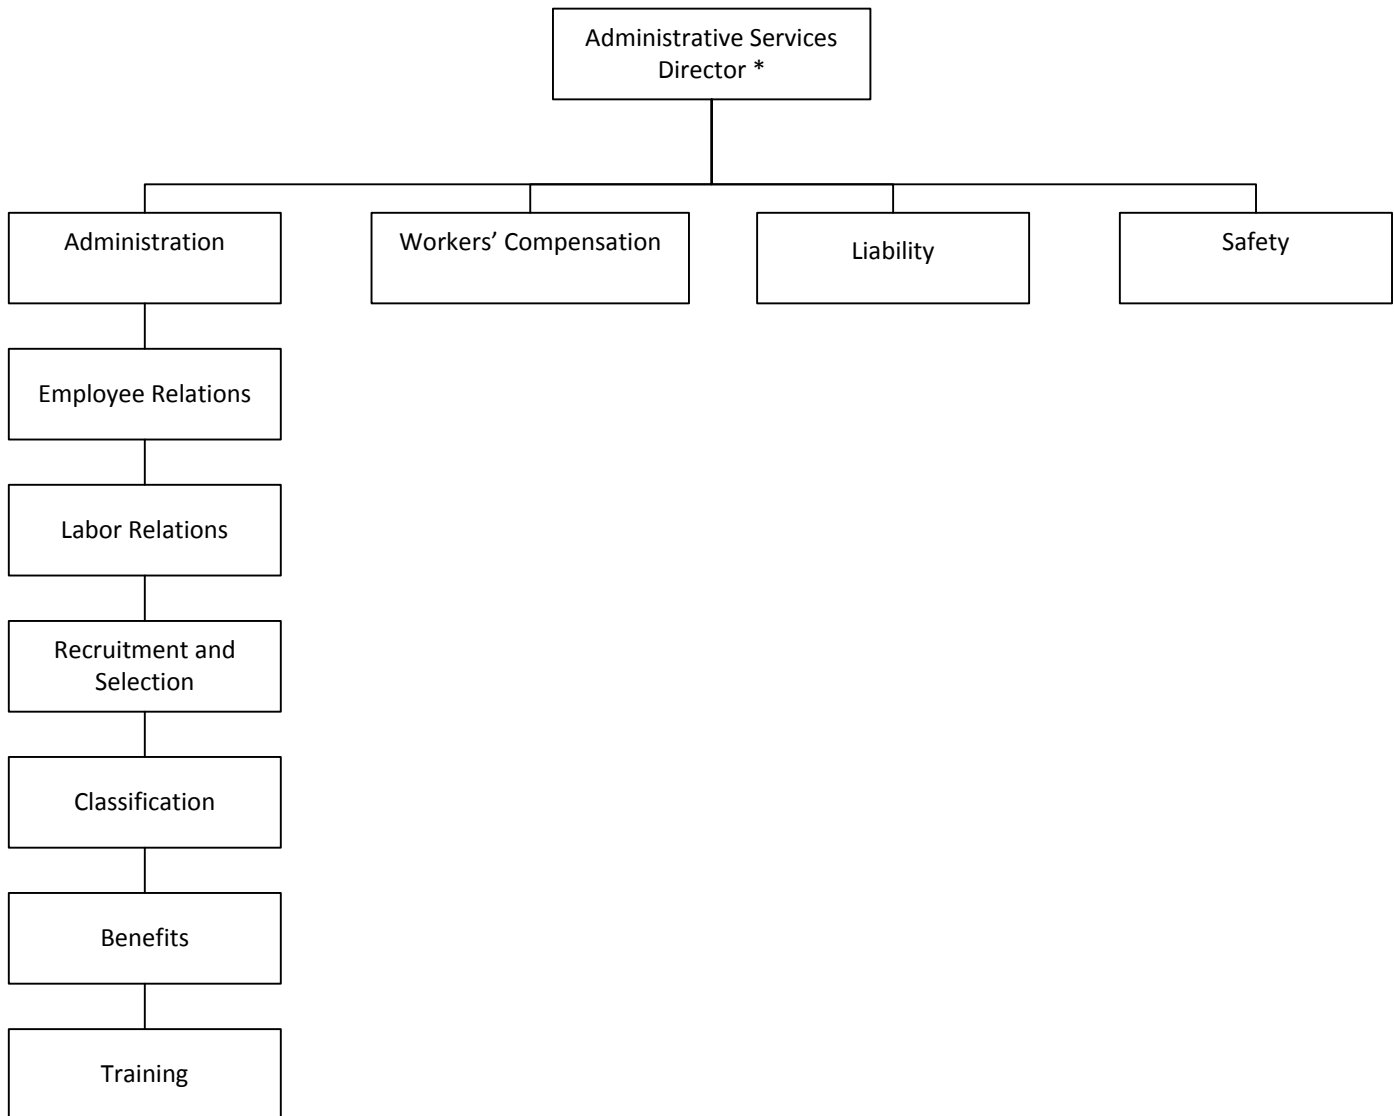 Administrative Services
Director *
Administration
Workers’ Compensation
Liability
Safety
Employee Relations
Labor Relations
Recruitment and
Selection
Classification
Benefits
Training